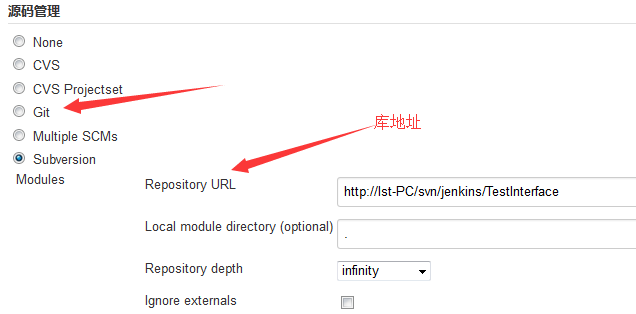 源码管理
None
CVS
CVS Projectset
Git
库地址
Multiple SCMs
Subversion
Modules
Repository URL
http://lst-PC/svn/jenkins/TestInterface
Local module directory (optional)
.
Repository depth
infinity
Ignore externals